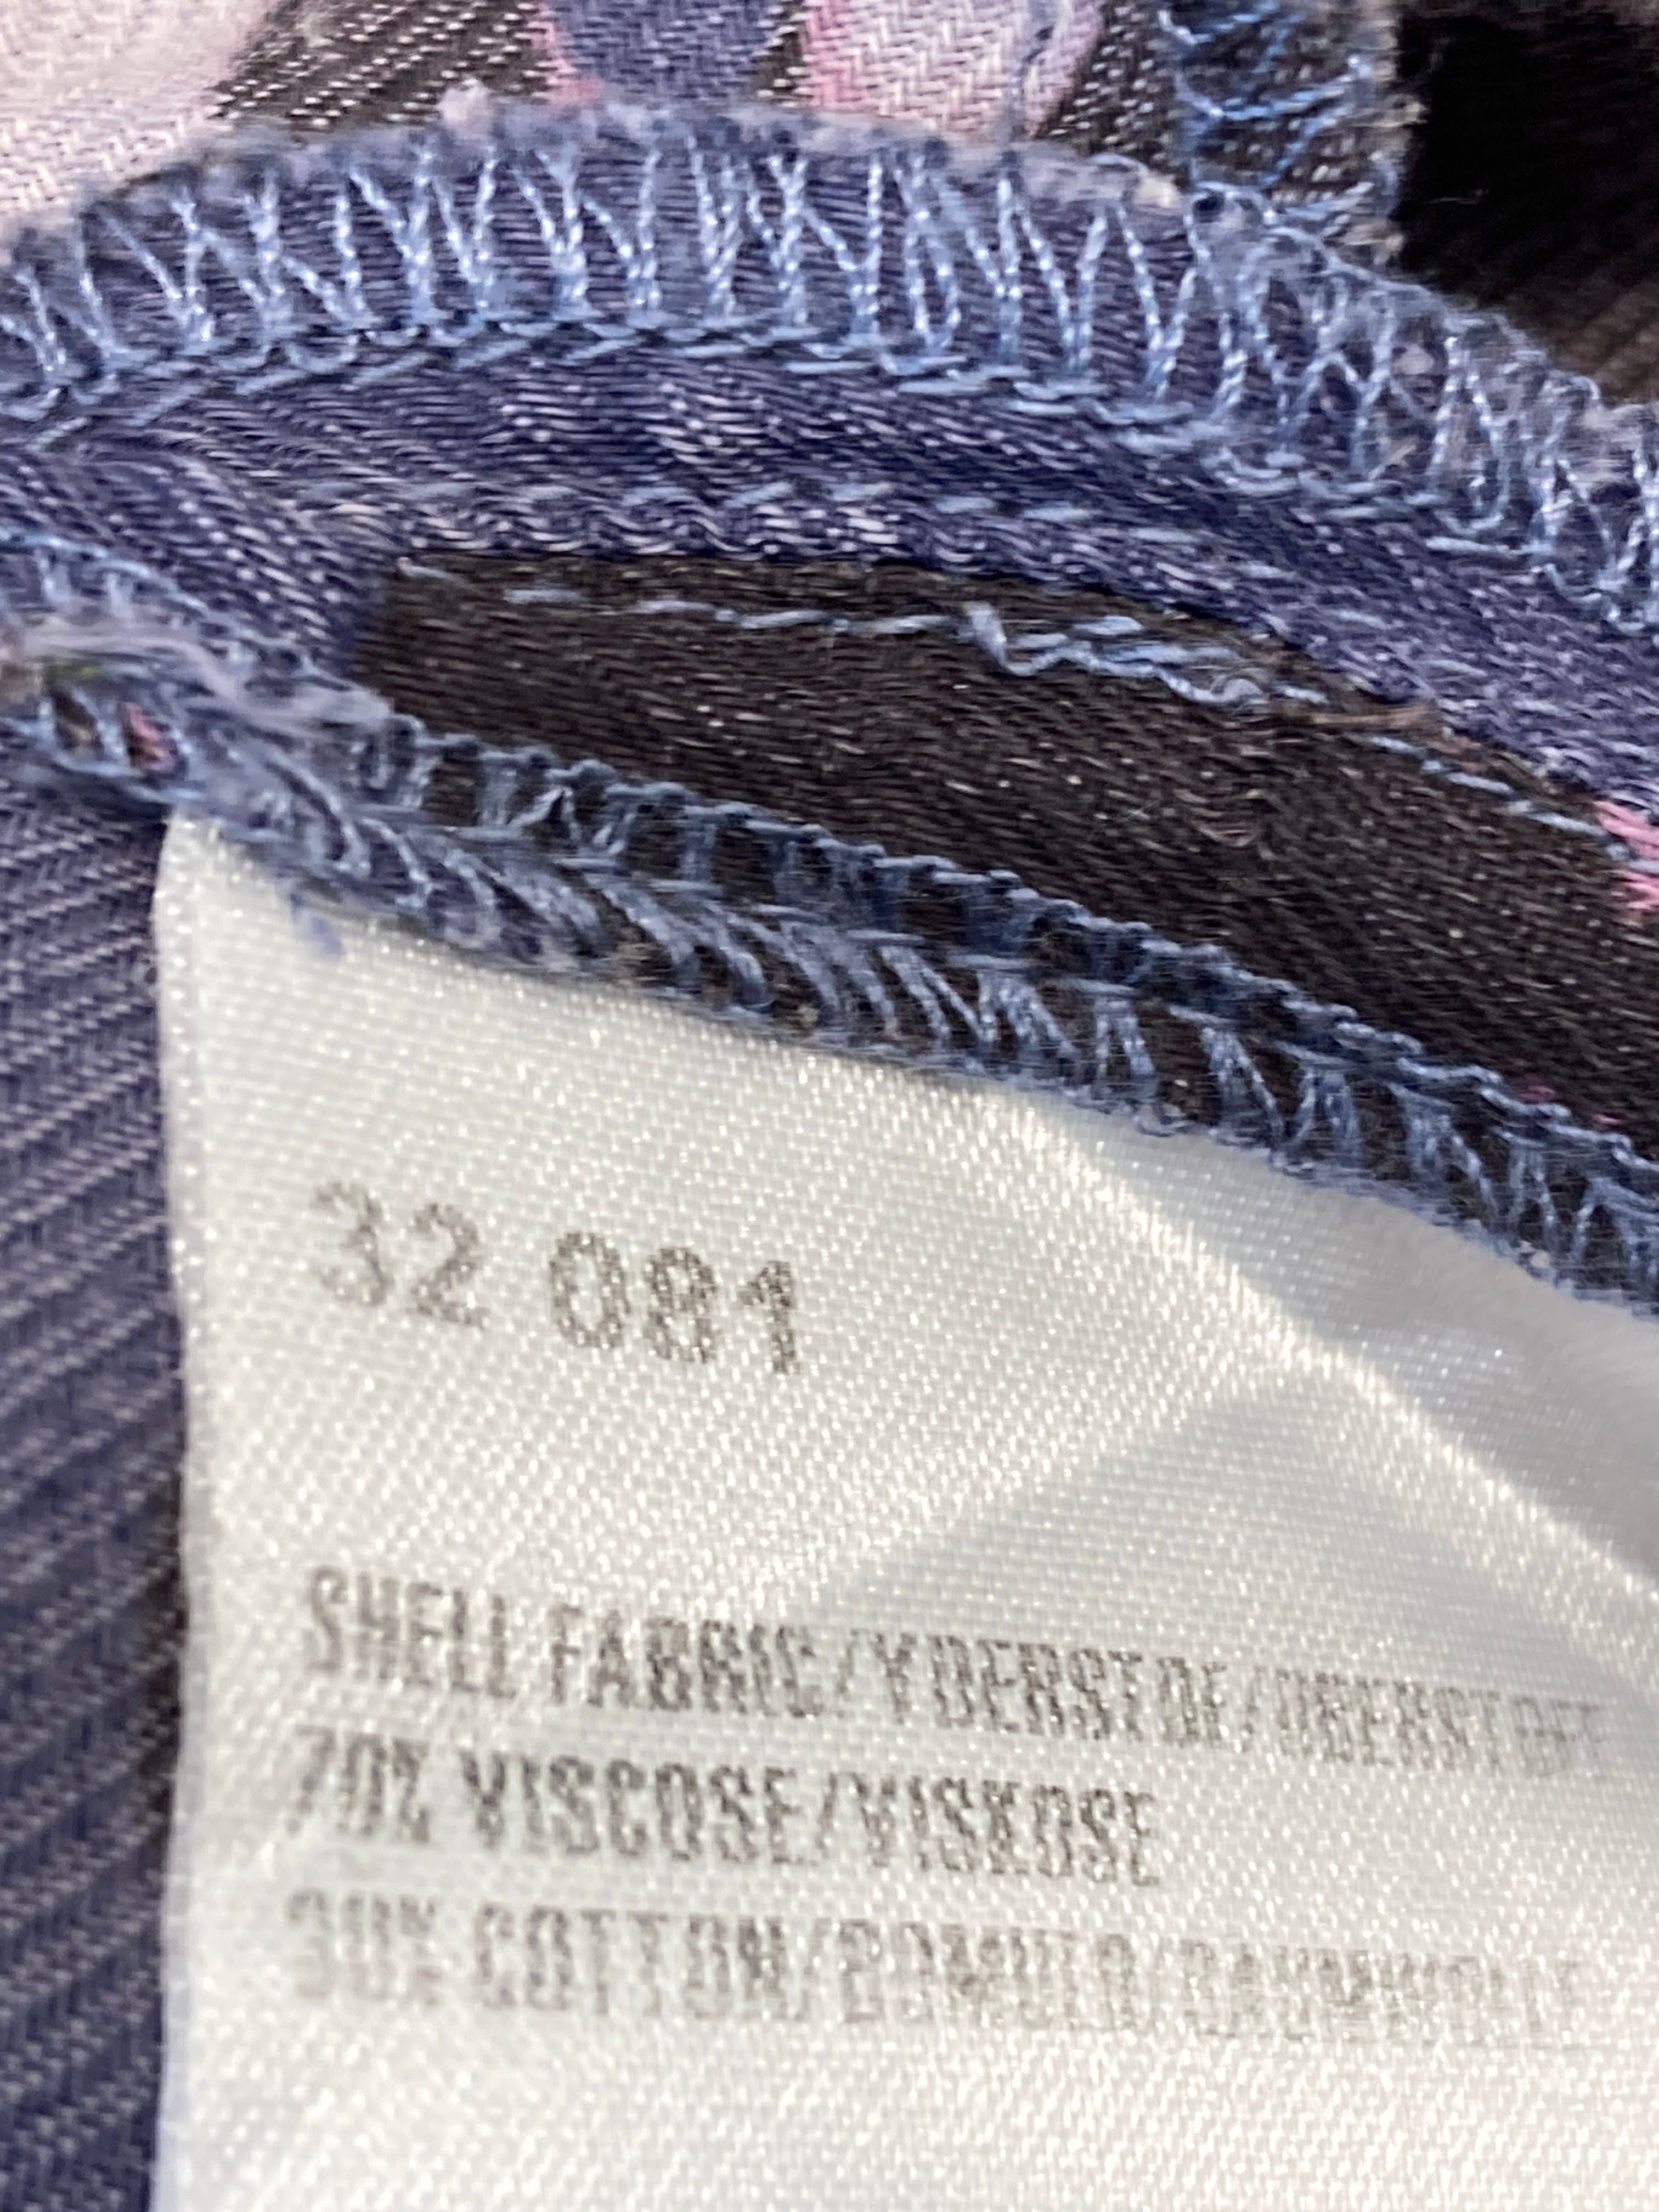 32 081
SHELL FABRIC/YDERSTOF/OBERSTOFF
70% VISCOSE/VISKOSE
30% COTTON/BOMULD/BAUMWOLLE